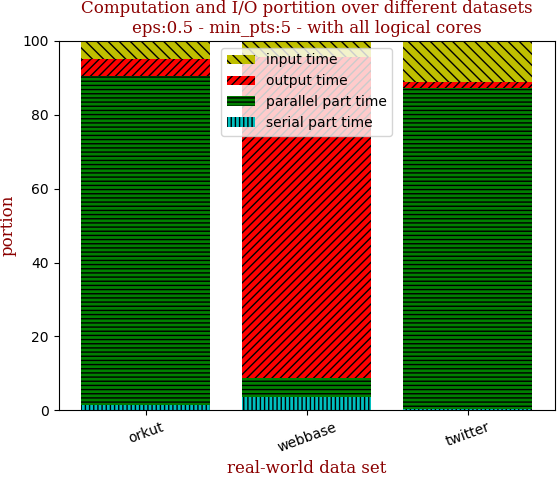 Computation and I/O portition over different datasets
eps:0.5 - min_pts:5 - with all logical cores
100
80
60
40
20
0
portion
input time
output time
parallel part time
serial part time
orkut
webbase
twitter
real-world data set